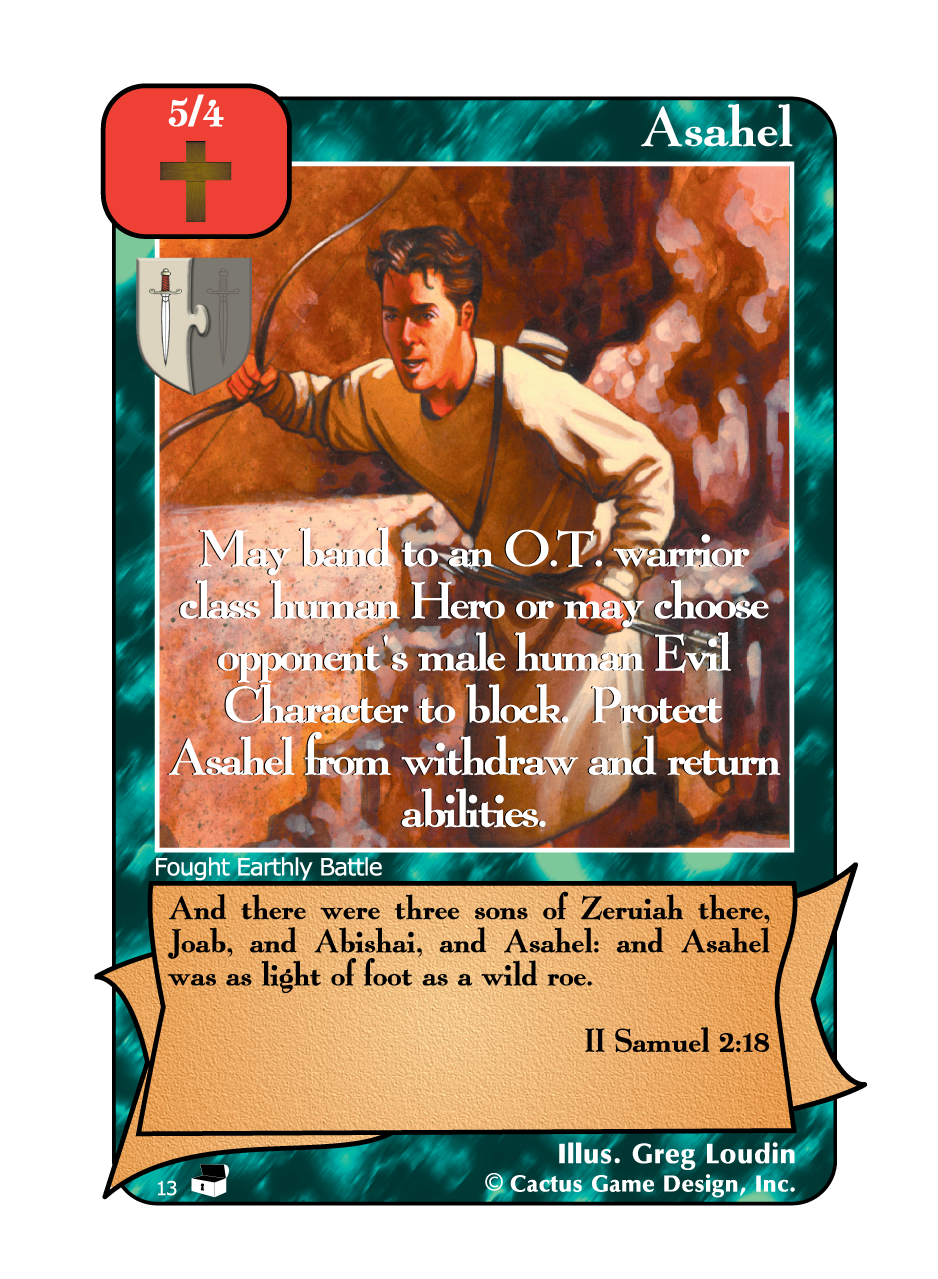 5/4
Asahel
May band to an O.T. warrior
class human Hero or may choose
opponent's male human Evil
Character to block. Protect
Asahel from withdraw and return
abilities.
Fought Earthly Battle
And there were three sons of Zeruiah there,
Joab, and Abishai, and Asahel: and Asahel
was as light of foot as a wild roe.
II Samuel 2:18
Illus. Greg Loudin
13
© Cactus Game Design, Inc.